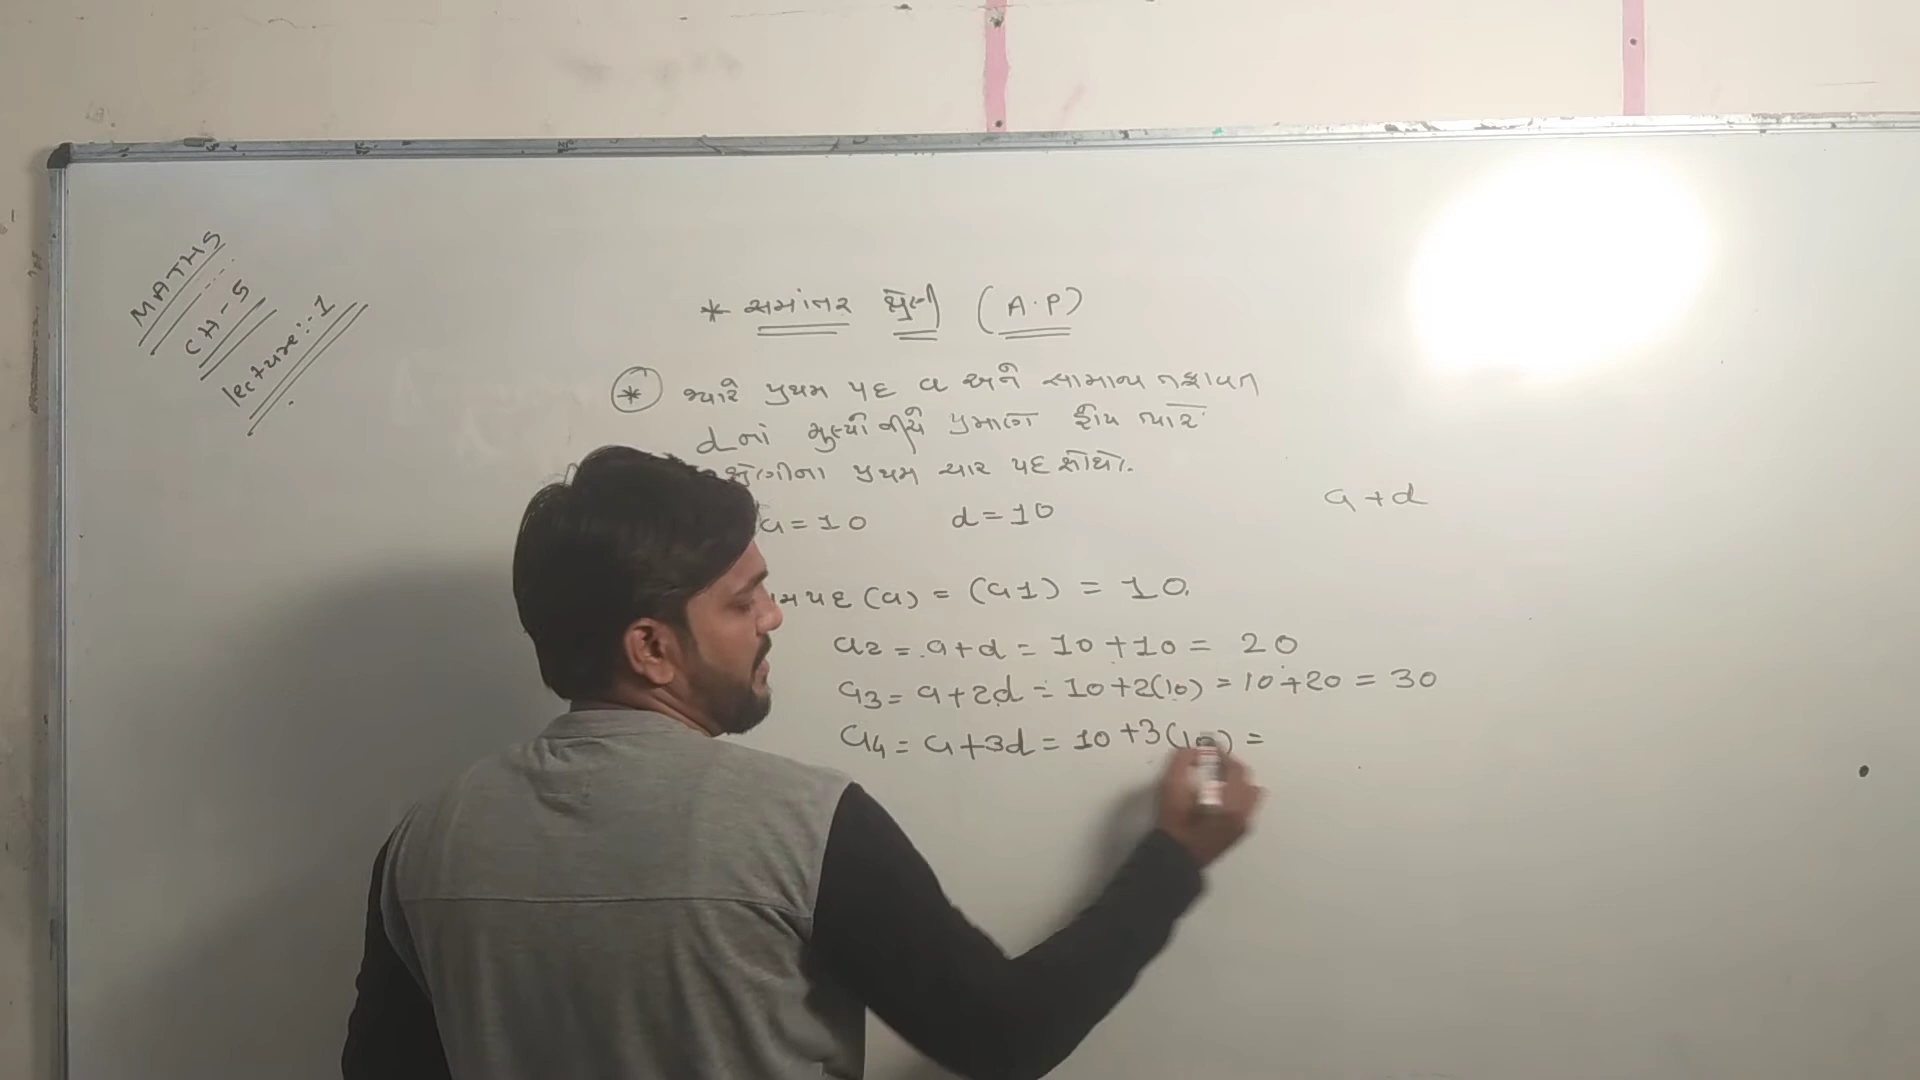 MATHS
CH-5
lecture:-1
* સમાંતર શ્રેણી (A.P)
* જ્યારે પ્રથમ પદ a અને સામાન્ય તફાવત
d નાં મુલ્યો નીચે પ્રમાણે હોય ત્યારે
શ્રેણીના પ્રથમ ચાર પદ શોધો.
a+d
a=10 d=10
પદ (a) = (a1) = 10.
a2 = a+d = 10+10 = 20
a3 = a+2d = 10+2(10) = 10+20 = 30
a4 = a+3d = 10+3(10) =